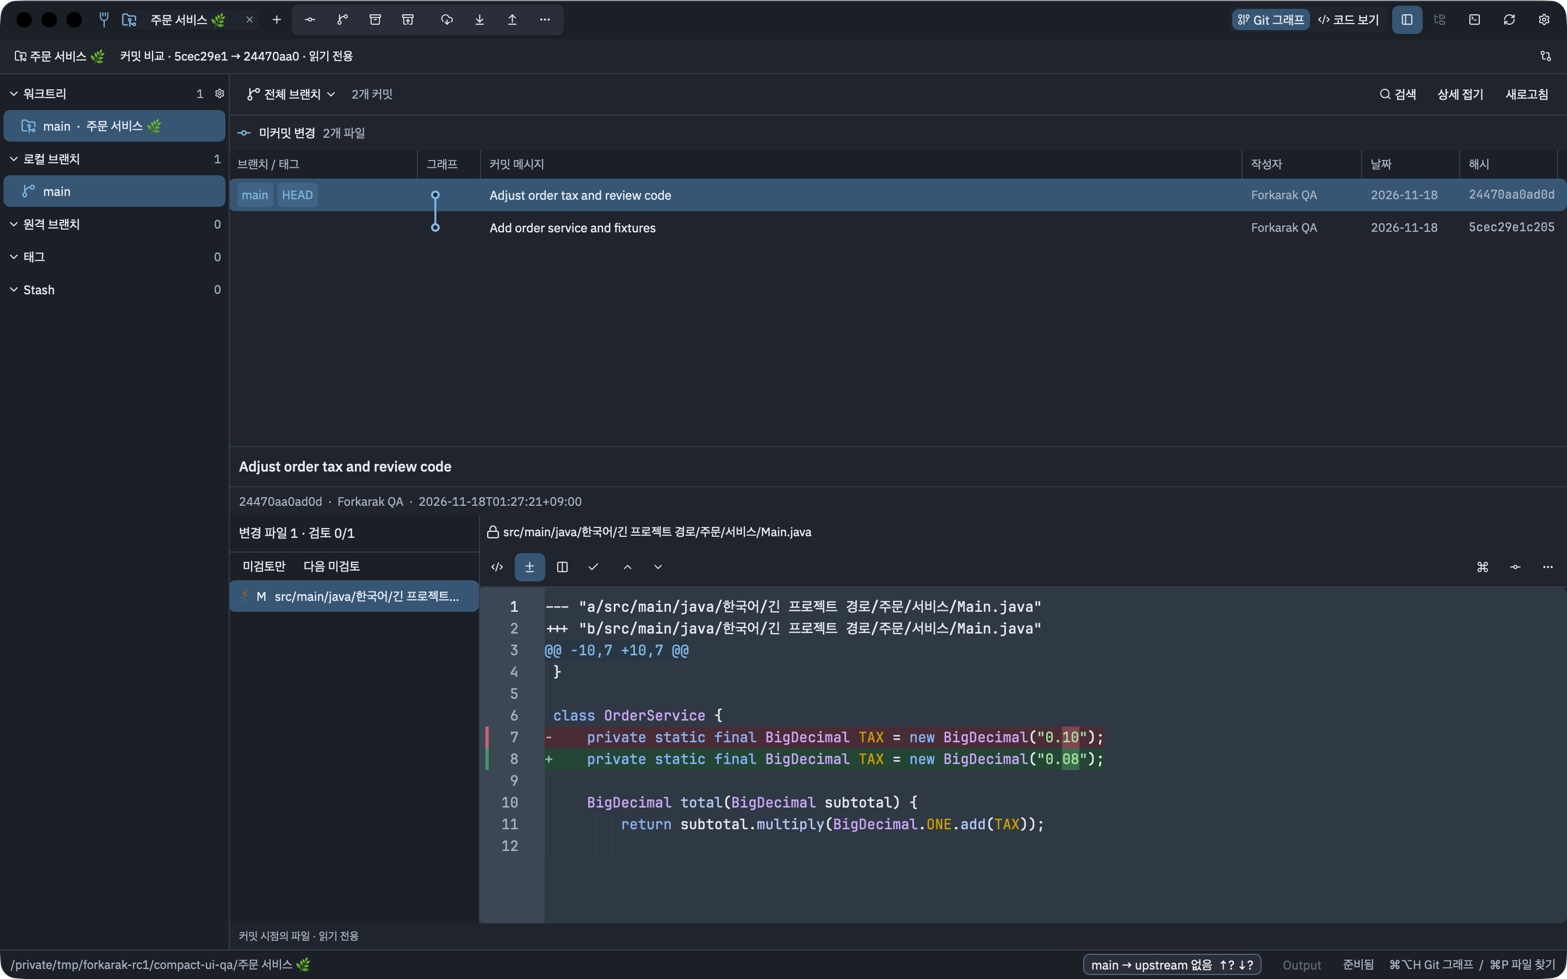 주문 서비스 🌿
Git 그래프 </> 코드 보기
주문 서비스 🌿 커밋 비교 · 5cec29e1 → 24470aa0 · 읽기 전용
워크트리 1
main · 주문 서비스 🌿
로컬 브랜치 1
main
원격 브랜치 0
태그 0
Stash 0
전체 브랜치 2개 커밋 검색 상세 접기 새로고침
미커밋 변경 2개 파일
브랜치 / 태그 그래프 커밋 메시지 작성자 날짜 해시
main HEAD Adjust order tax and review code Forkarak QA 2026-11-18 24470aa0ad0d
Add order service and fixtures Forkarak QA 2026-11-18 5cec29e1c205
Adjust order tax and review code
24470aa0ad0d · Forkarak QA · 2026-11-18T01:27:21+09:00
변경 파일 1 · 검토 0/1
미검토만 다음 미검토
M src/main/java/한국어/긴 프로젝트...
src/main/java/한국어/긴 프로젝트 경로/주문/서비스/Main.java
1 --- "a/src/main/java/한국어/긴 프로젝트 경로/주문/서비스/Main.java"
2 +++ "b/src/main/java/한국어/긴 프로젝트 경로/주문/서비스/Main.java"
3 @@ -10,7 +10,7 @@
4 }
5
6 class OrderService {
7 - private static final BigDecimal TAX = new BigDecimal("0.10");
8 + private static final BigDecimal TAX = new BigDecimal("0.08");
9
10 BigDecimal total(BigDecimal subtotal) {
11 return subtotal.multiply(BigDecimal.ONE.add(TAX));
12
커밋 시점의 파일 · 읽기 전용
/private/tmp/forkarak-rc1/compact-ui-qa/주문 서비스 🌿 main → upstream 없음 ↑? ↓? Output 준비됨 ⌘⌥H Git 그래프 / ⌘P 파일 찾기